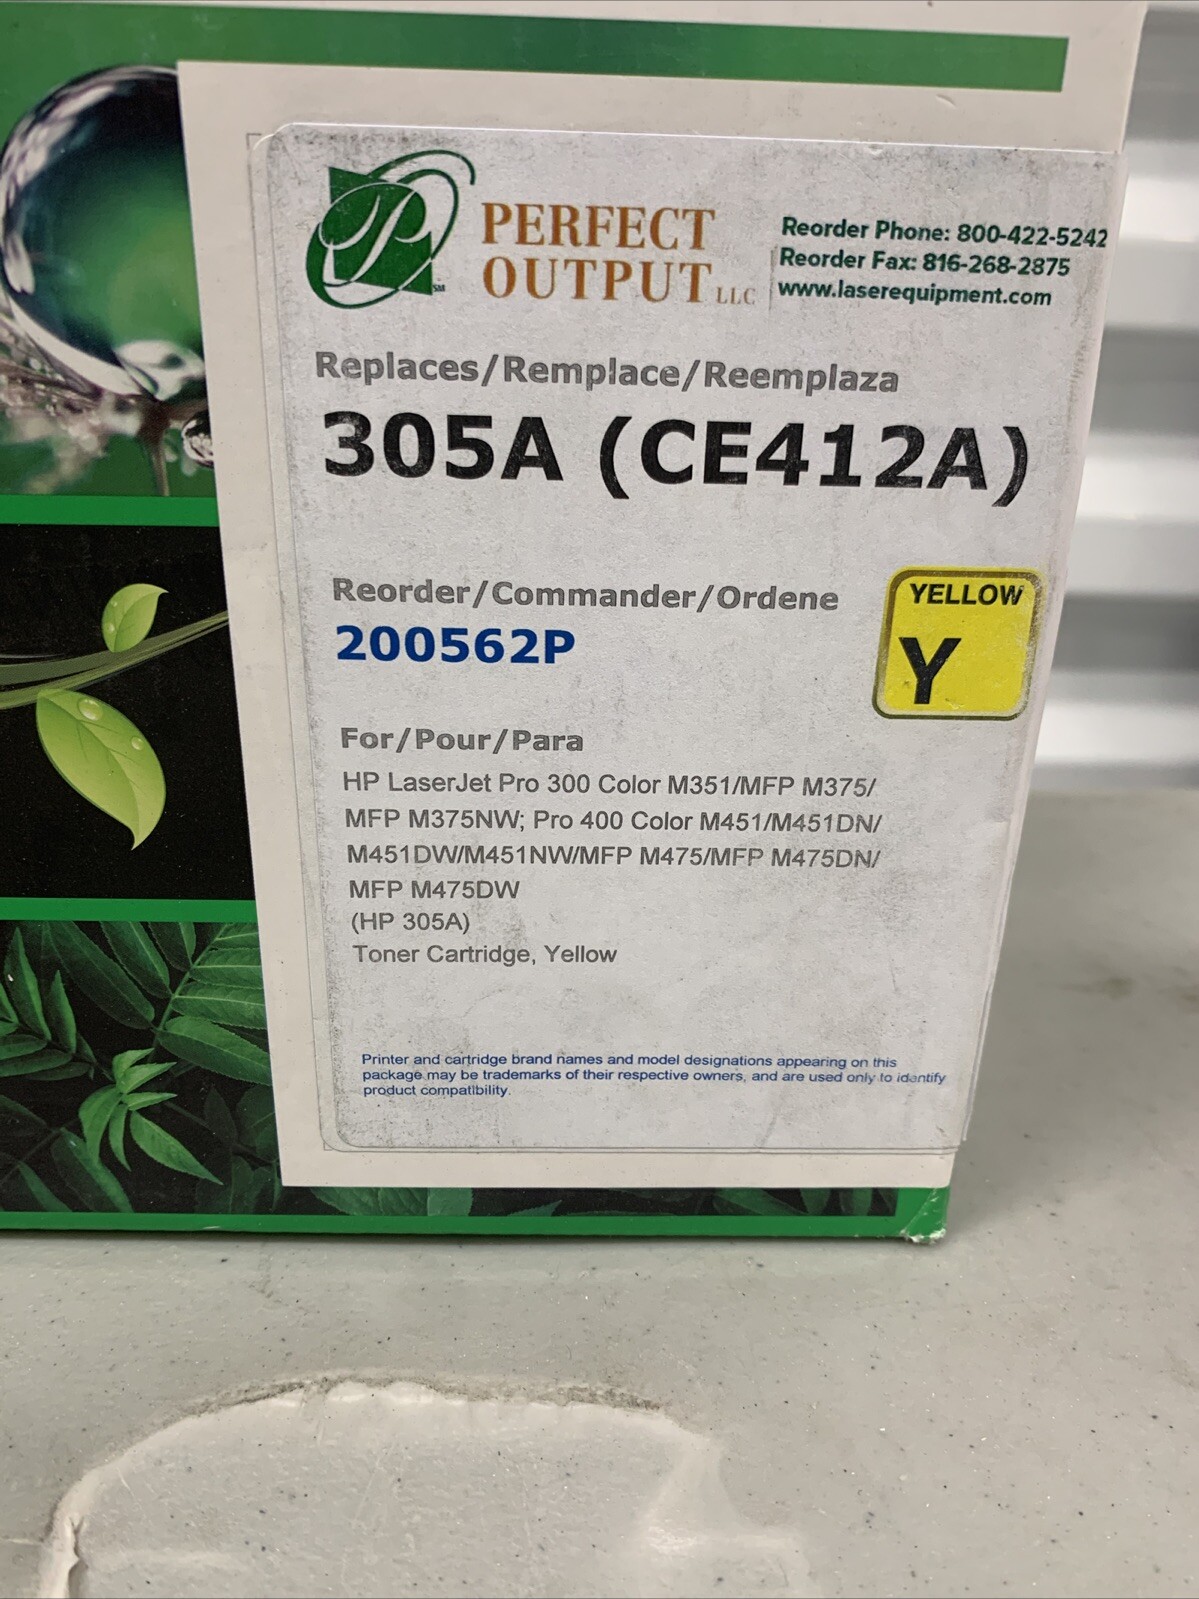 PERFECT
OUTPUT LLC
SM
Reorder Phone: 800-422-5242
Reorder Fax: 816-268-2875
www.laserequipment.com
Replaces/Remplace/Reemplaza
305A (CE412A)
Reorder/Commander/Ordene
200562P
YELLOW
Y
For/Pour/Para
HP LaserJet Pro 300 Color M351/MFP M375/
MFP M375NW; Pro 400 Color M451/M451DN/
M451DW/M451NW/MFP M475/MFP M475DN/
MFP M475DW
(HP 305A)
Toner Cartridge, Yellow
Printer and cartridge brand names and model designations appearing on this
package may be trademarks of their respective owners, and are used only to identify
product compatibility.